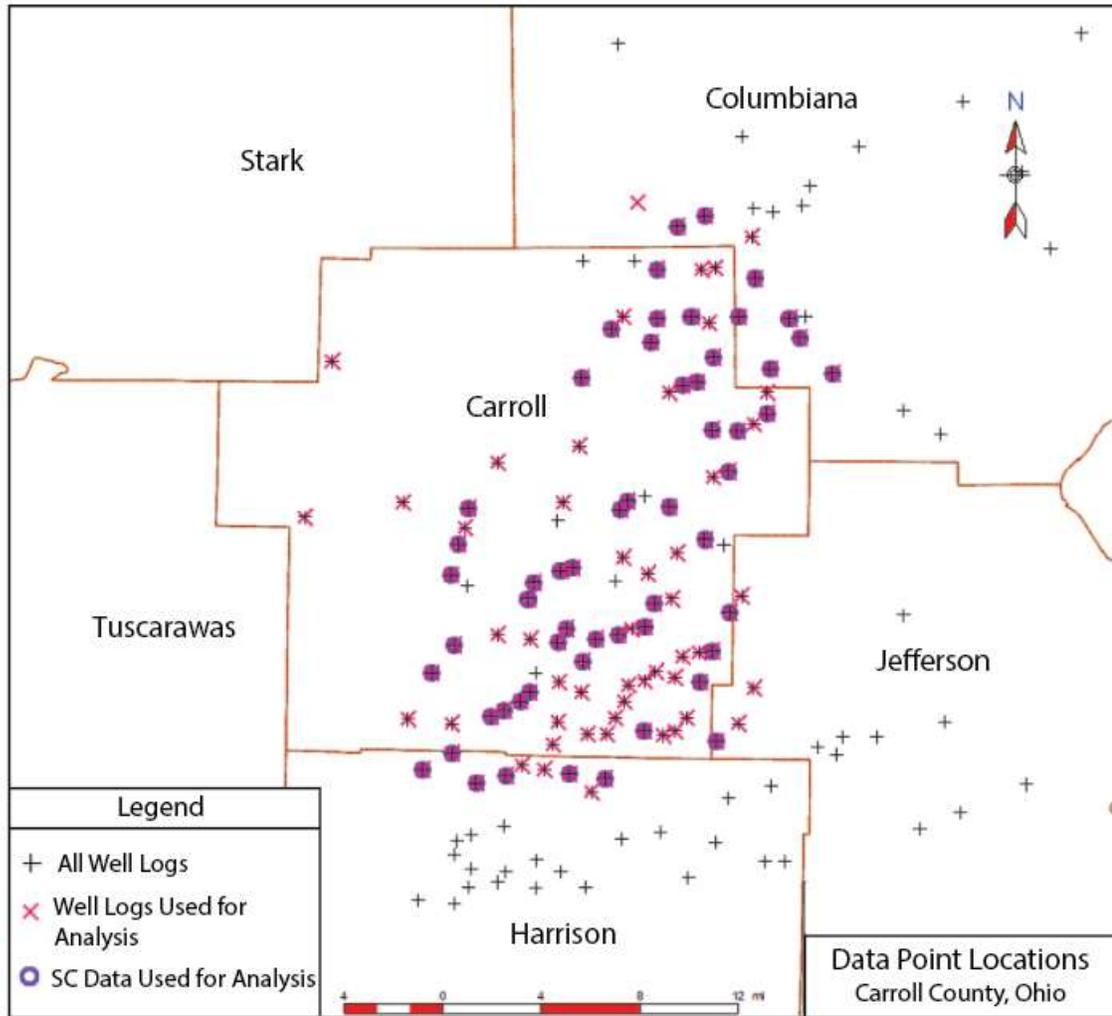 Columbiana
N
Stark
Carroll
Tuscarawas
Jefferson
Legend
All Well Logs
Well Logs Used for
Analysis
SC Data Used for Analysis
Harrison
Data Point Locations
Carroll County, Ohio
4 0 4 8 12 mi